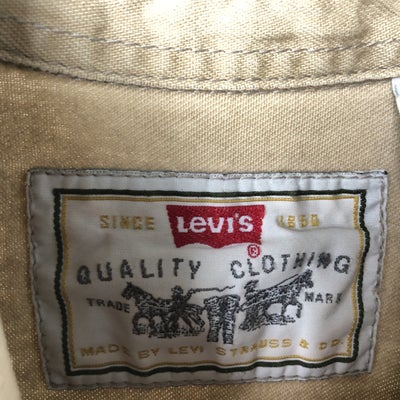 SINCE Levi's 1850
®
QUALITY CLOTHING
TRADE MARK
MADE BY LEVI STRAUSS & CO.